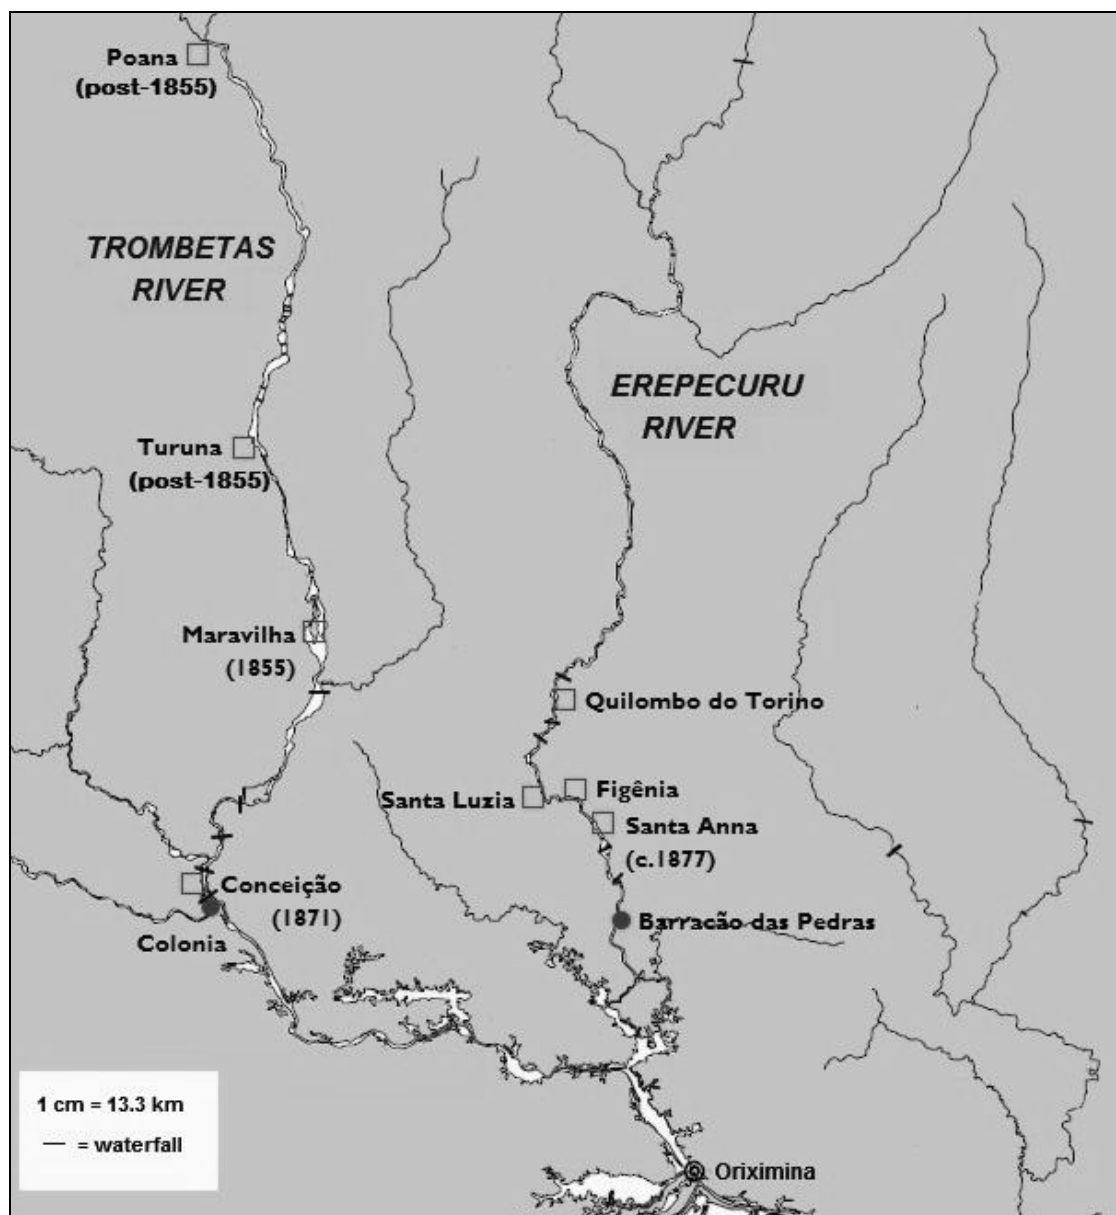 Poana
(post-1855)
TROMBETAS
RIVER
EREPECURU
RIVER
Turuna
(post-1855)
Maravilha
(1855)
Quilombo do Torino
Santa Luzia
Figênia
Santa Anna
(c.1877)
Conceição
(1871)
Colonia
Barracão das Pedras
1 cm = 13.3 km
— = waterfall
Oriximina